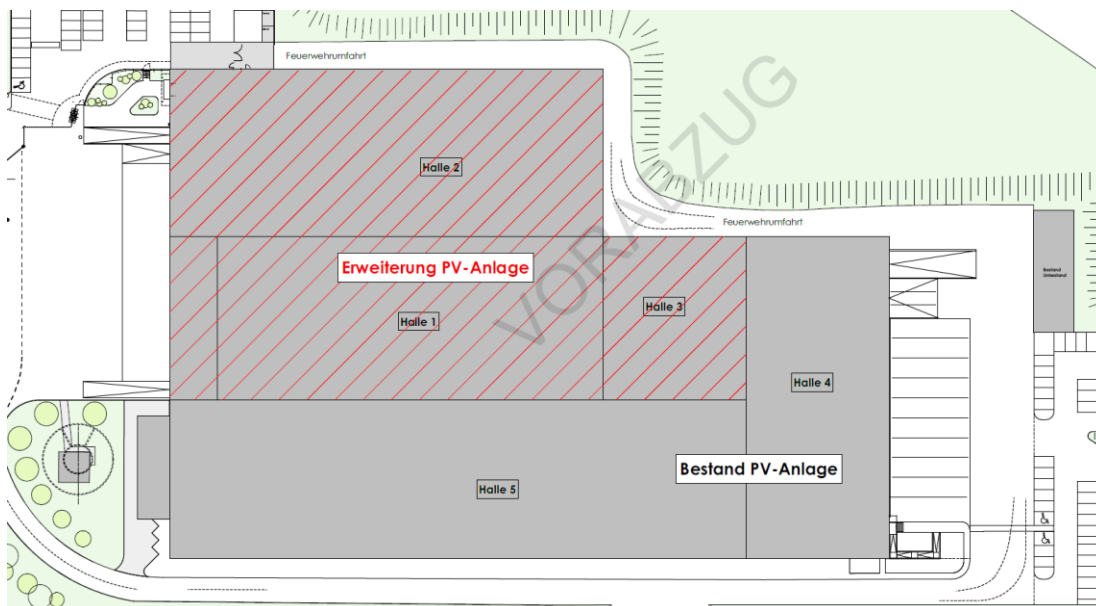 Feuerwehrumfahrt
Halle 2
Feuerwehrumfahrt
Erweiterung PV-Anlage
VORABZUG
Halle 1
Halle 3
Halle 4
Bestand PV-Anlage
Halle 5
Bestand